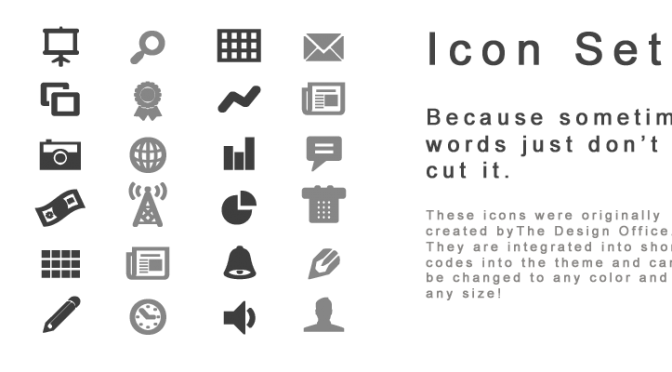 Icon Set
Because sometim
words just don't
cut it.
These icons were originally
created byThe Design Office.
They are integrated into shor
codes into the theme and can
be changed to any color and
any size!